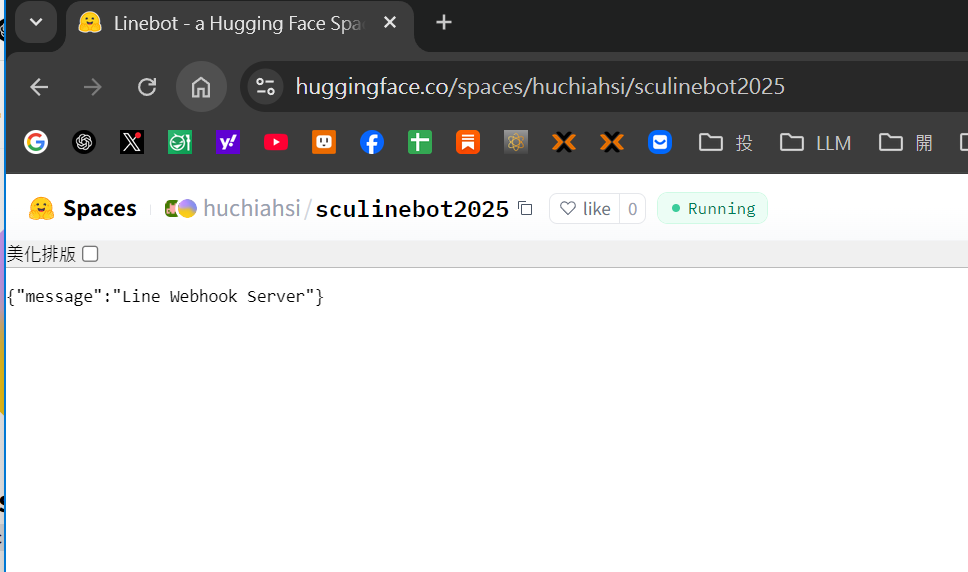 Linebot - a Hugging Face Spa
huggingface.co/spaces/huchiahsi/sculinebot2025
投 LLM 開
Spaces huchiahsi/sculinebot2025 like 0 Running
美化排版
{"message":"Line Webhook Server"}